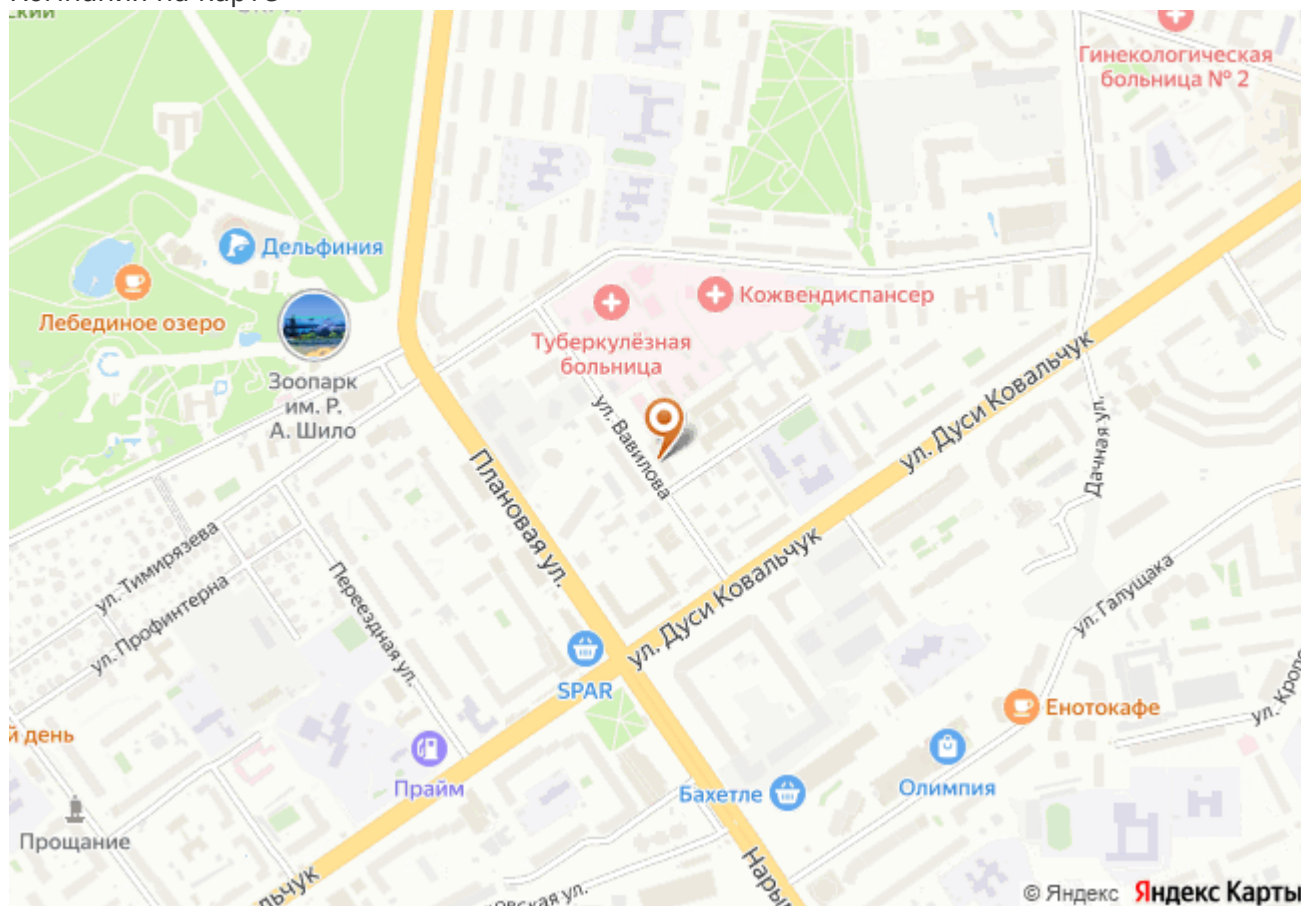 Гинекологическая
больница № 2
Дельфиния
Лебединое озеро
Кожвендиспансер
Туберкулёзная
больница
Зоопарк
им. Р.
А. Шило
ул. Вавилова
ул. Дуси Ковальчук
Дачная ул.
Плановая ул.
ул. Тимирязева
ул. Профинтерна
Переездная ул.
ул. Дуси Ковальчук
ул. Галущака
SPAR
Енотокафе
й день
Прайм
Бахетле
Олимпия
Прощание
© Яндекс Яндекс Карты